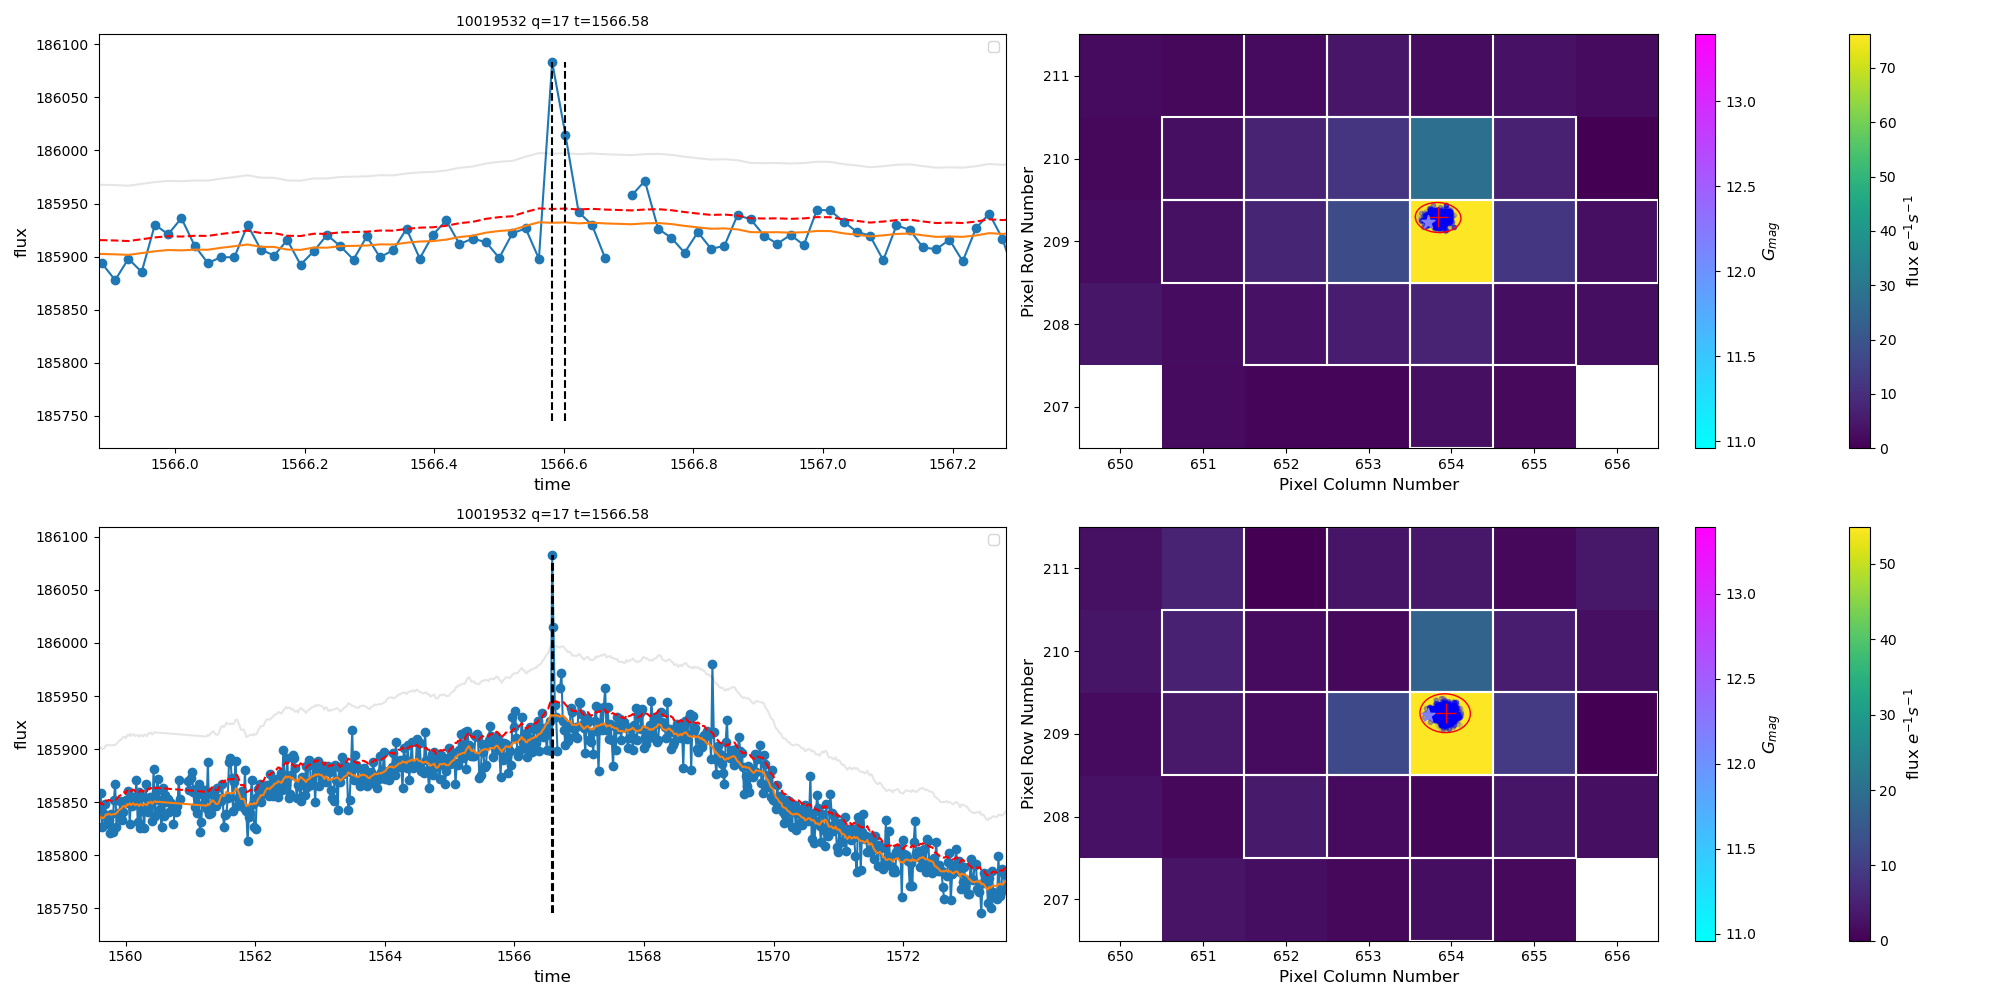 10019532 q=17 t=1566.58
flux
186100
186050
186000
185950
185900
185850
185800
185750
1566.0 1566.2 1566.4 1566.6 1566.8 1567.0 1567.2
time
Pixel Row Number
211
210
209
208
207
650 651 652 653 654 655 656
Pixel Column Number
13.0
12.5
12.0
11.5
11.0
G_mag
70
60
50
40
30
20
10
0
flux e⁻¹s⁻¹
10019532 q=17 t=1566.58
flux
186100
186050
186000
185950
185900
185850
185800
185750
1560 1562 1564 1566 1568 1570 1572
time
Pixel Row Number
211
210
209
208
207
650 651 652 653 654 655 656
Pixel Column Number
13.0
12.5
12.0
11.5
11.0
G_mag
50
40
30
20
10
0
flux e⁻¹s⁻¹